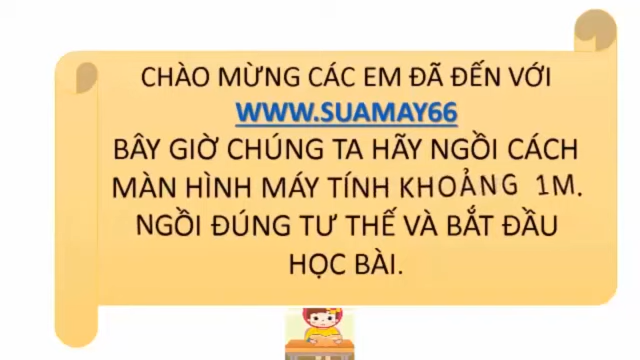 CHÀO MỪNG CÁC EM ĐÃ ĐẾN VỚI
WWW.SUAMAY66
BÂY GIỜ CHÚNG TA HÃY NGỒI CÁCH
MÀN HÌNH MÁY TÍNH KHOẢNG 1M.
NGỒI ĐÚNG TƯ THẾ VÀ BẮT ĐẦU
HỌC BÀI.